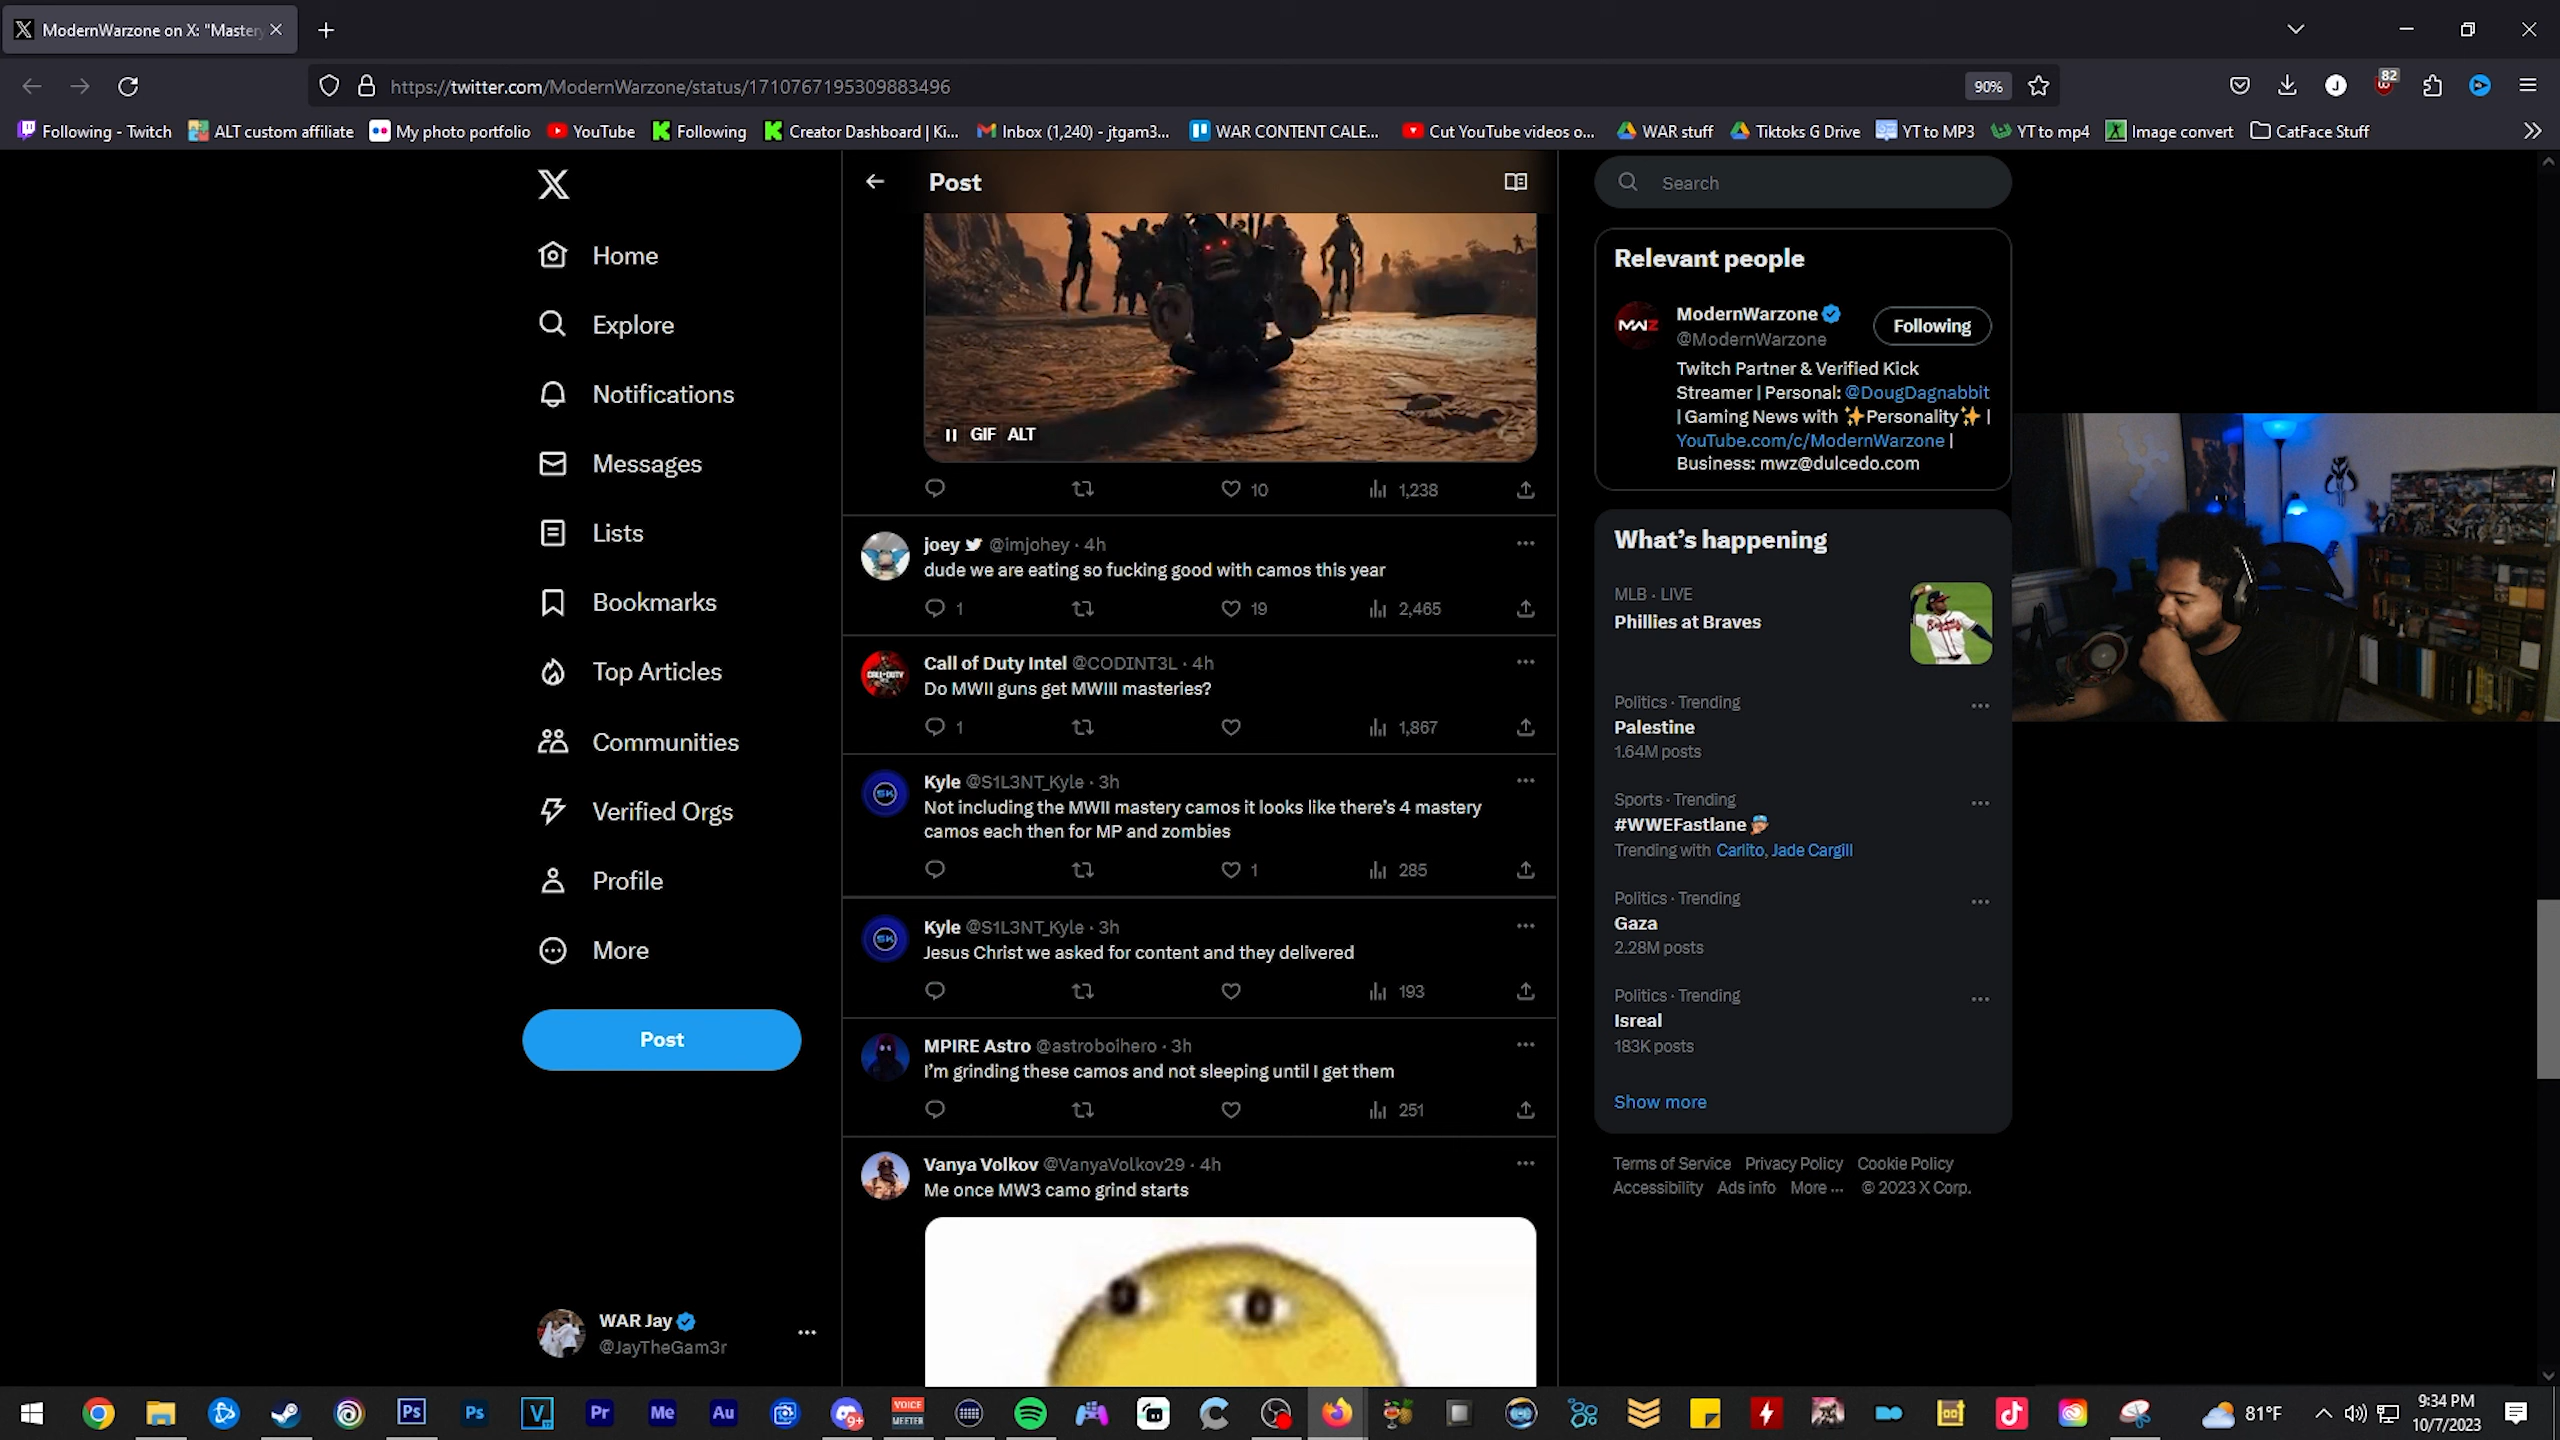 ModernWarzone on X: "Mastery
https://twitter.com/ModernWarzone/status/1710767195309883496
90%
82
Following - Twitch
ALT custom affiliate
My photo portfolio
YouTube
Following
Creator Dashboard | Ki...
Inbox (1,240) - jtgam3...
WAR CONTENT CALE...
Cut YouTube videos o...
WAR stuff
Tiktoks G Drive
YT to MP3
YT to mp4
Image convert
CatFace Stuff
Home
Explore
Notifications
Messages
Lists
Bookmarks
Top Articles
Communities
Verified Orgs
Profile
More
Post
WAR Jay
@JayTheGam3r
Post
GIF ALT
10 1,238
joey @imjohey · 4h
dude we are eating so fucking good with camos this year
1 19 2,465
Call of Duty Intel @CODINT3L · 4h
Do MWII guns get MWIII masteries?
1 1,867
Kyle @S1L3NT_Kyle · 3h
Not including the MWII mastery camos it looks like there's 4 mastery
camos each then for MP and zombies
1 285
Kyle @S1L3NT_Kyle · 3h
Jesus Christ we asked for content and they delivered
193
MPIRE Astro @astroboihero · 3h
I'm grinding these camos and not sleeping until I get them
251
Vanya Volkov @VanyaVolkov29 · 4h
Me once MW3 camo grind starts
Search
Relevant people
MWZ
ModernWarzone
@ModernWarzone
Following
Twitch Partner & Verified Kick
Streamer | Personal: @DougDagnabbit
| Gaming News with ✨Personality✨ |
YouTube.com/c/ModernWarzone |
Business: mwz@dulcedo.com
What's happening
MLB · LIVE
Phillies at Braves
Politics · Trending
Palestine
1.64M posts
Sports · Trending
#WWEFastlane
Trending with Carlito, Jade Cargill
Politics · Trending
Gaza
2.28M posts
Politics · Trending
Isreal
183K posts
Show more
Terms of Service Privacy Policy Cookie Policy
Accessibility Ads info More ··· © 2023 X Corp.
Ps
Ps
V
Pr
Me
Au
9+
VOICE
MEETER
81°F
9:34 PM
10/7/2023